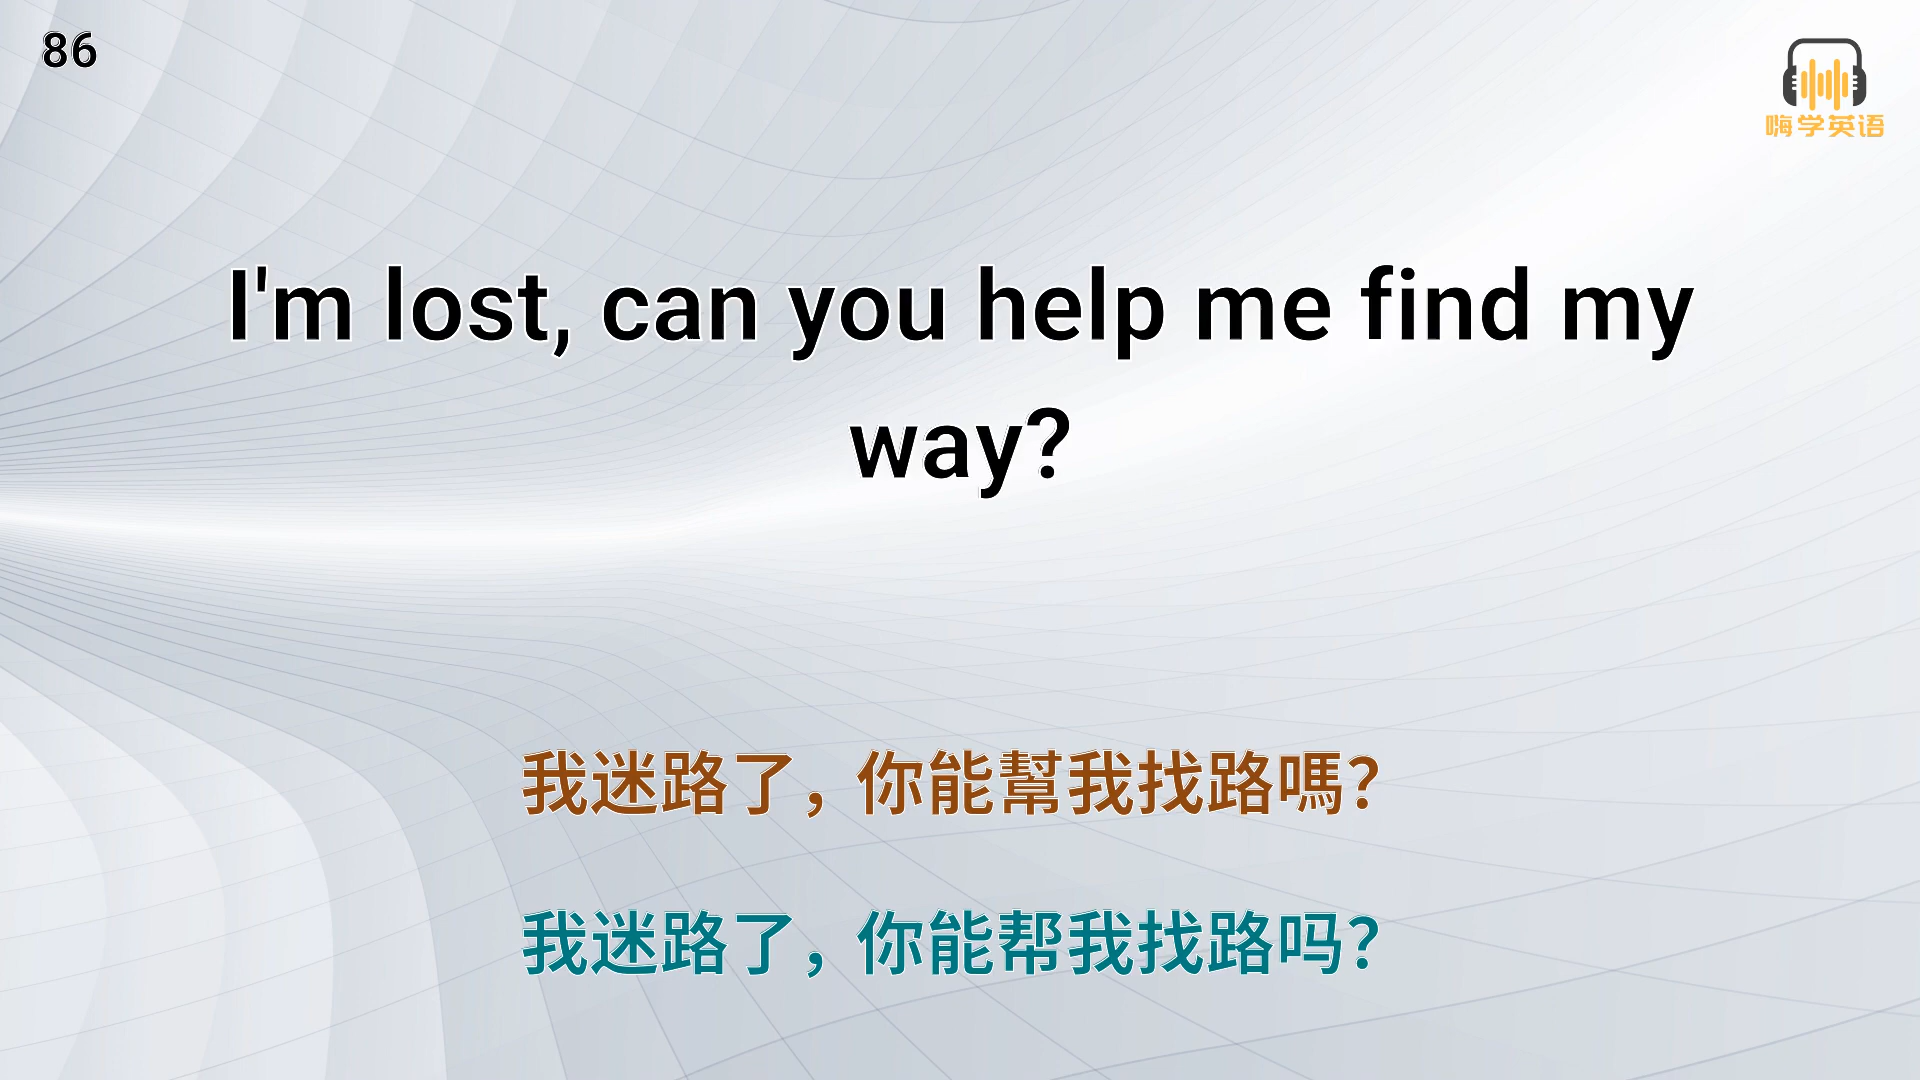 86
嗨学英语
I'm lost, can you help me find my
way?
我迷路了，你能幫我找路嗎？
我迷路了，你能帮我找路吗？